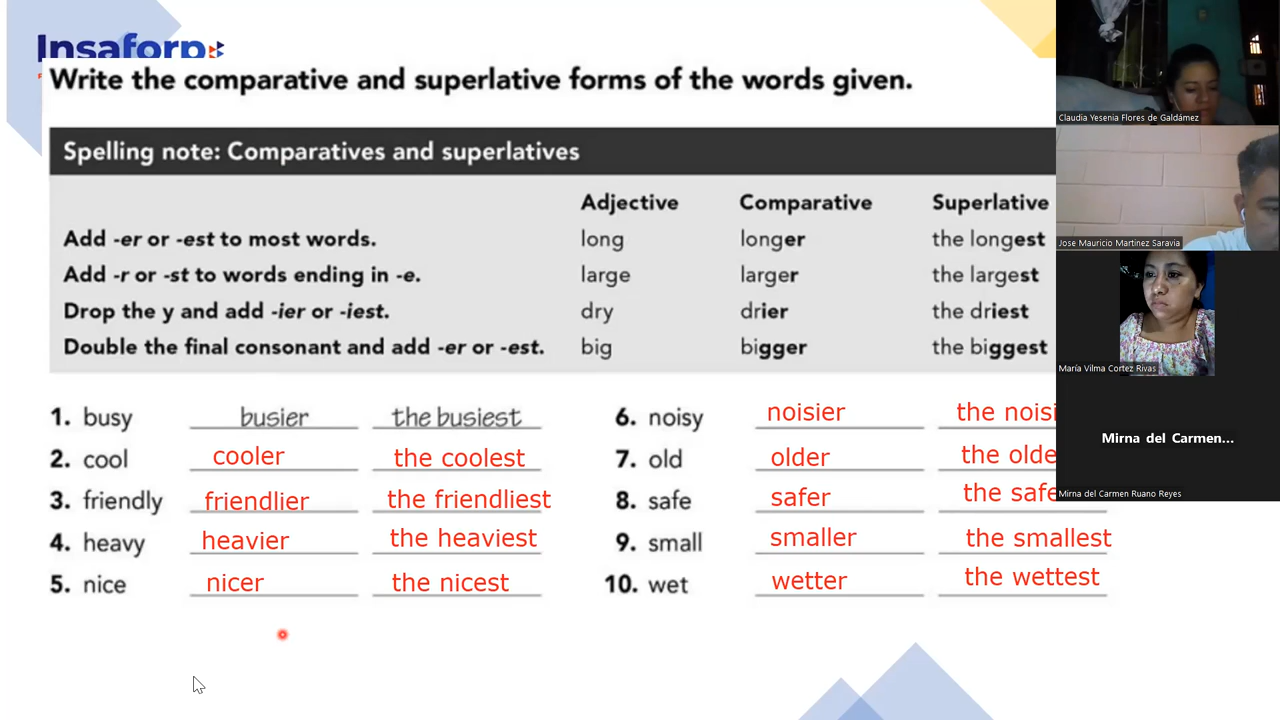 Insaforp
Write the comparative and superlative forms of the words given.
Spelling note: Comparatives and superlatives
Adjective Comparative Superlative
Add -er or -est to most words. long longer the longest
Add -r or -st to words ending in -e. large larger the largest
Drop the y and add -ier or -iest. dry drier the driest
Double the final consonant and add -er or -est. big bigger the biggest
1. busy busier the busiest
2. cool cooler the coolest
3. friendly friendlier the friendliest
4. heavy heavier the heaviest
5. nice nicer the nicest
6. noisy noisier the noisi
7. old older the olde
8. safe safer the safe
9. small smaller the smallest
10. wet wetter the wettest
Claudia Yesenia Flores de Galdámez
Jose Mauricio Martinez Saravia
María Vilma Cortez Rivas
Mirna del Carmen...
Mirna del Carmen Ruano Reyes